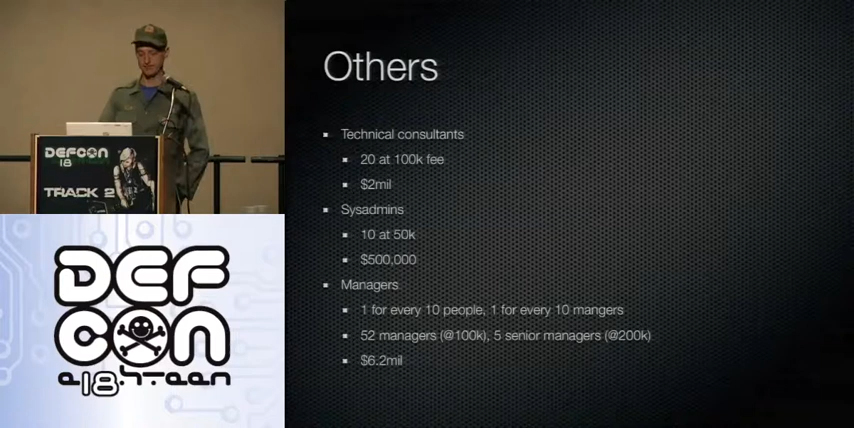 DEFCON
18
TRACK 2
DEF
CON
Others
Technical consultants
20 at 100k fee
$2mil
Sysadmins
10 at 50k
$500,000
Managers
1 for every 10 people, 1 for every 10 mangers
52 managers (@100k), 5 senior managers (@200k)
$6.2mil